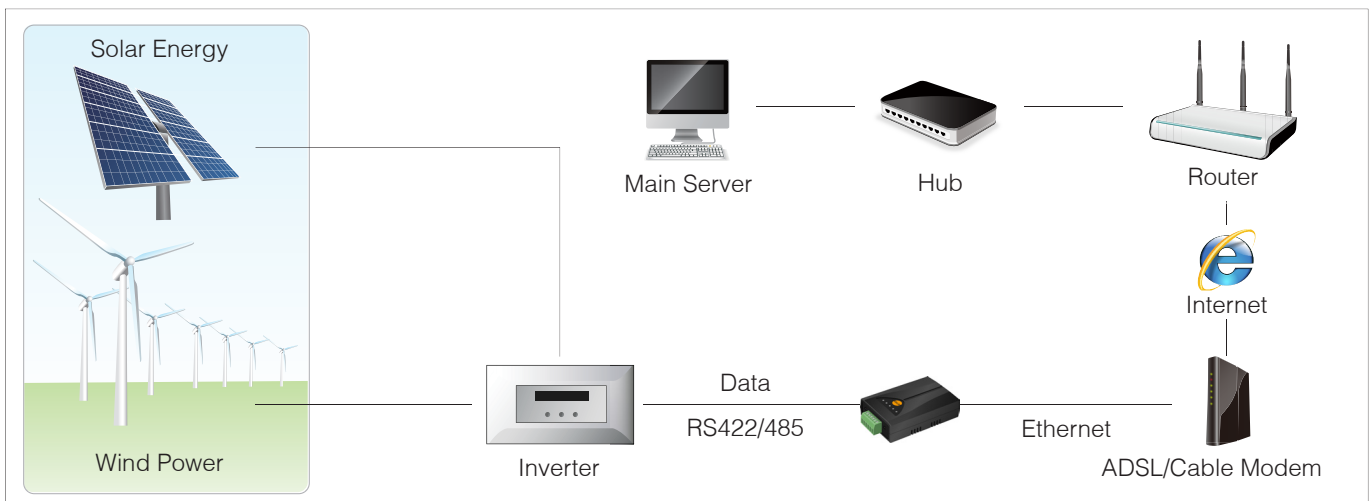 Solar Energy
Main Server
Hub
Router
Internet
Data
RS422/485
Ethernet
Wind Power
Inverter
ADSL/Cable Modem